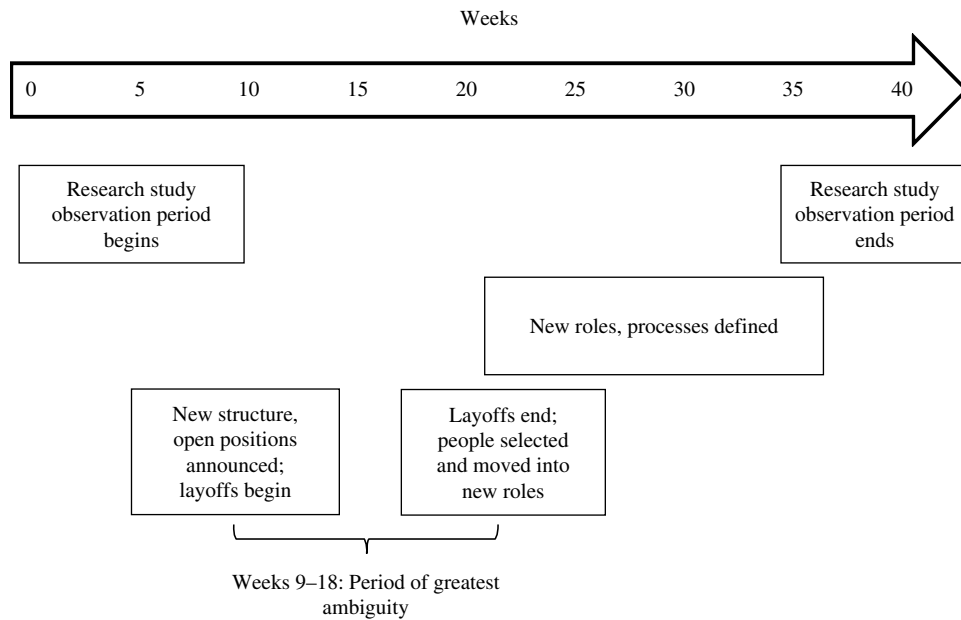 Weeks
0 5 10 15 20 25 30 35 40
Research study
observation period
begins
Research study
observation period
ends
New roles, processes defined
New structure,
open positions
announced;
layoffs begin
Layoffs end;
people selected
and moved into
new roles
Weeks 9–18: Period of greatest
ambiguity